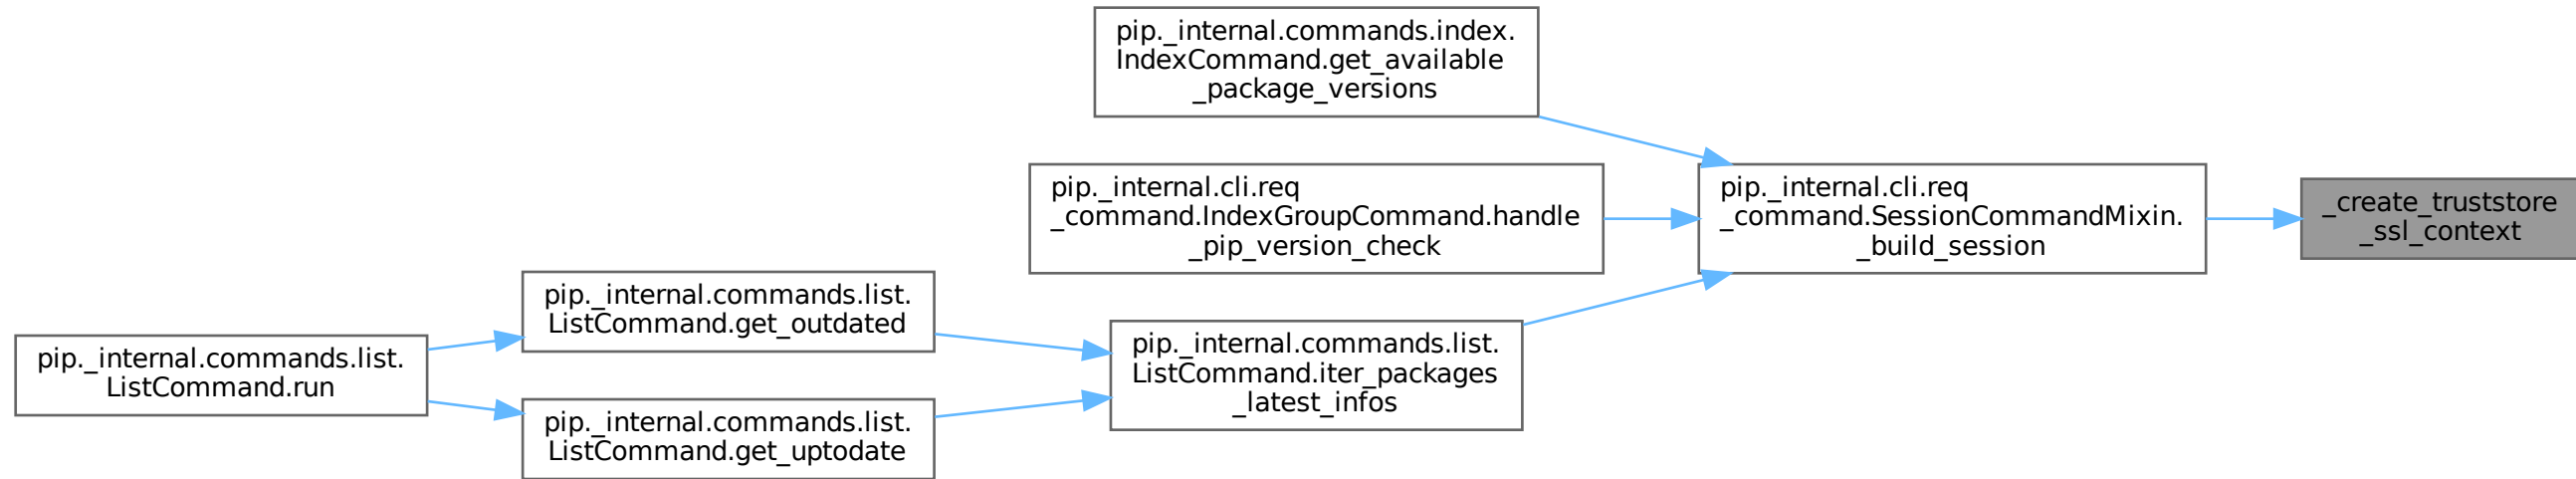 pip._internal.commands.index.
IndexCommand.get_available
_package_versions
pip._internal.cli.req
_command.IndexGroupCommand.handle
_pip_version_check
pip._internal.cli.req
_command.SessionCommandMixin.
_build_session
_create_truststore
_ssl_context
pip._internal.commands.list.
ListCommand.get_outdated
pip._internal.commands.list.
ListCommand.run
pip._internal.commands.list.
ListCommand.iter_packages
_latest_infos
pip._internal.commands.list.
ListCommand.get_uptodate